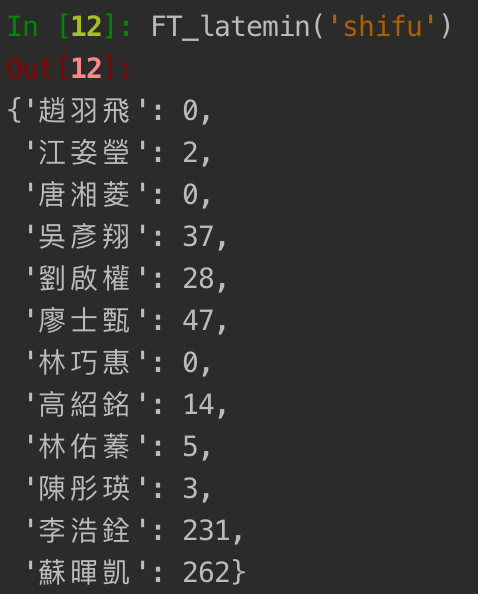 In [12]: FT_latemin('shifu')
Out[12]:
{'趙羽飛': 0,
'江姿瑩': 2,
'唐湘菱': 0,
'吳彥翔': 37,
'劉啟權': 28,
'廖士甄': 47,
'林巧惠': 0,
'高紹銘': 14,
'林佑蓁': 5,
'陳彤瑛': 3,
'李浩銓': 231,
'蘇暉凱': 262}